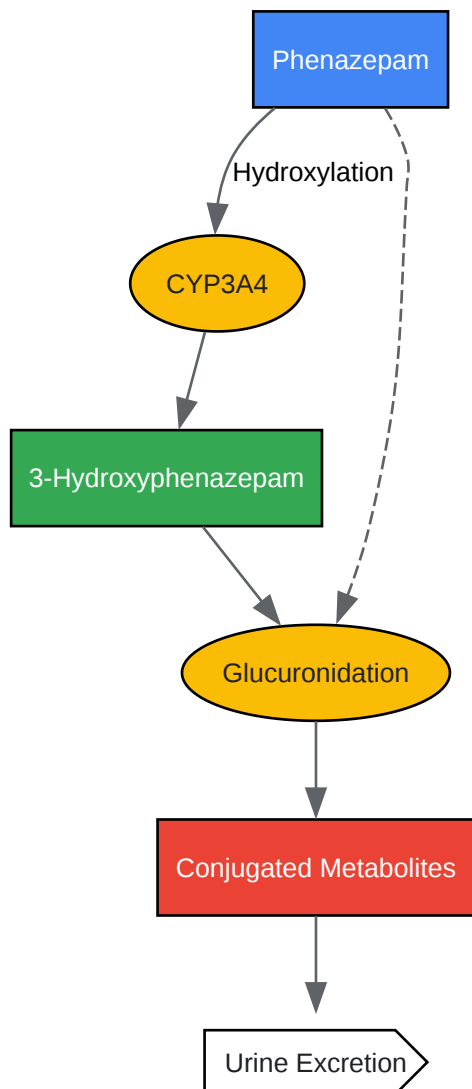 Phenazepam
Hydroxylation
CYP3A4
3-Hydroxyphenazepam
Glucuronidation
Conjugated Metabolites
Urine Excretion